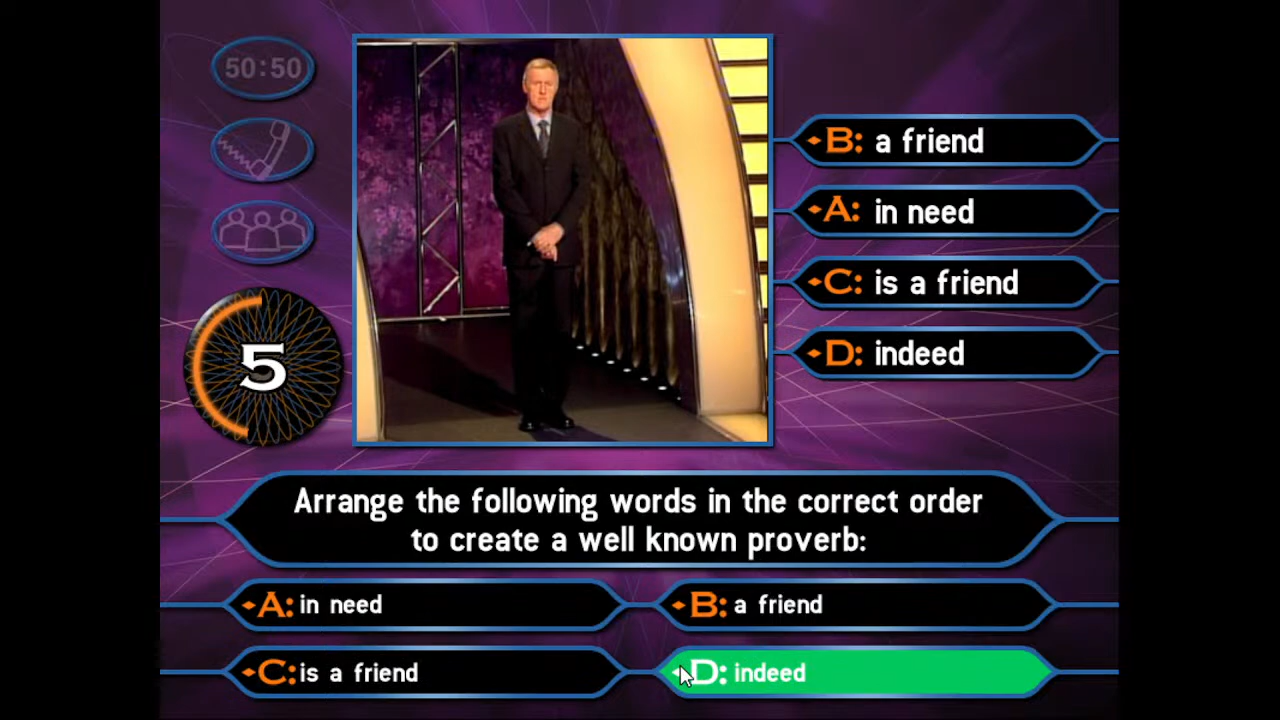 50:50
B: a friend
A: in need
C: is a friend
D: indeed
5
Arrange the following words in the correct order
to create a well known proverb:
A: in need
B: a friend
C: is a friend
D: indeed